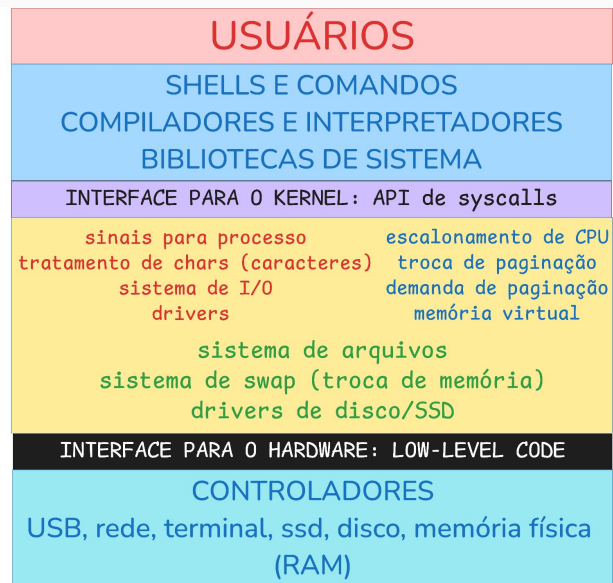 USUÁRIOS
SHELLS E COMANDOS
COMPILADORES E INTERPRETADORES
BIBLIOTECAS DE SISTEMA
INTERFACE PARA O KERNEL: API de syscalls
sinais para processo
tratamento de chars (caracteres)
sistema de I/O
drivers
escalonamento de CPU
troca de paginação
demanda de paginação
memória virtual
sistema de arquivos
sistema de swap (troca de memória)
drivers de disco/SSD
INTERFACE PARA O HARDWARE: LOW-LEVEL CODE
CONTROLADORES
USB, rede, terminal, ssd, disco, memória física
(RAM)